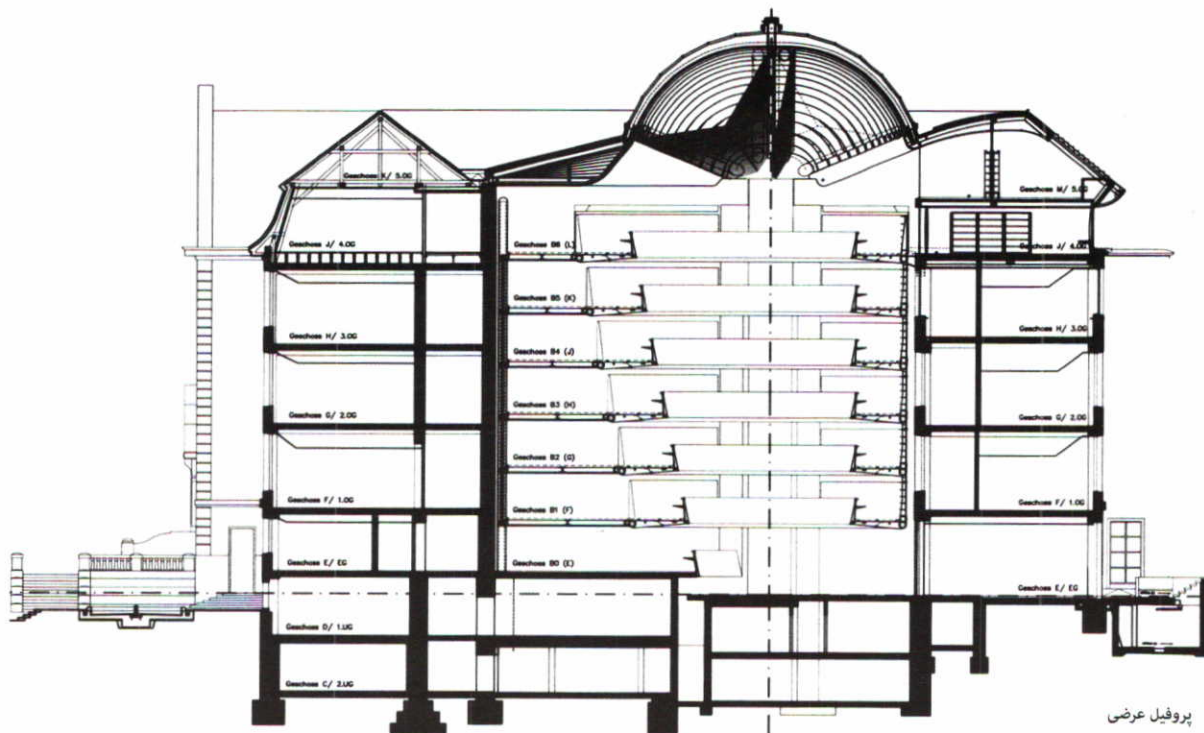 Geschoss K/ 5.OG
Geschoss M/ 5.OG
Geschoss J/ 4.OG
Geschoss B6 (L)
Geschoss J/ 4.OG
Geschoss B5 (K)
Geschoss H/ 3.OG
Geschoss H/ 3.OG
Geschoss B4 (J)
Geschoss G/ 2.OG
Geschoss B3 (H)
Geschoss G/ 2.OG
Geschoss B2 (G)
Geschoss F/ 1.OG
Geschoss F/ 1.OG
Geschoss B1 (F)
Geschoss E/ EG
Geschoss B0 (E)
Geschoss E/ EG
Geschoss D/ 1.UG
Geschoss C/ 2.UG
پروفیل عرضی